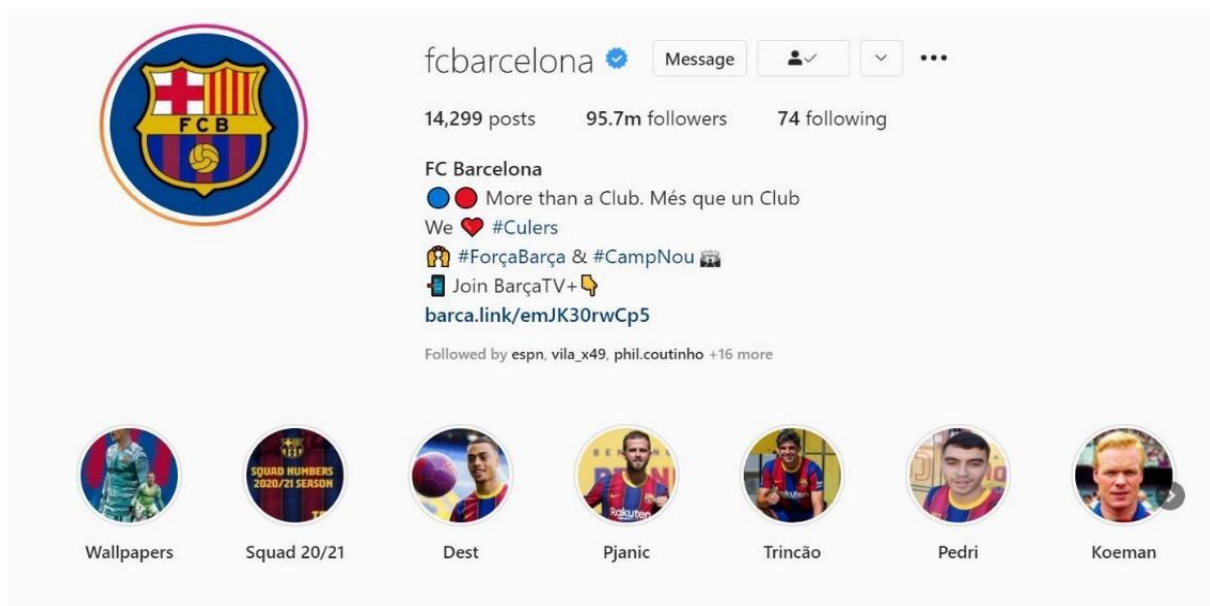 fcbarcelona Message
14,299 posts 95.7m followers 74 following
FC Barcelona
More than a Club. Més que un Club
We #Culers
#ForçaBarça & #CampNou
Join BarçaTV+
barca.link/emJK30rwCp5
Followed by espn, vila_x49, phil.coutinho +16 more
FCB
SQUAD NUMBERS
2020/21 SEASON
Rakuten
Wallpapers Squad 20/21 Dest Pjanic Trincão Pedri Koeman